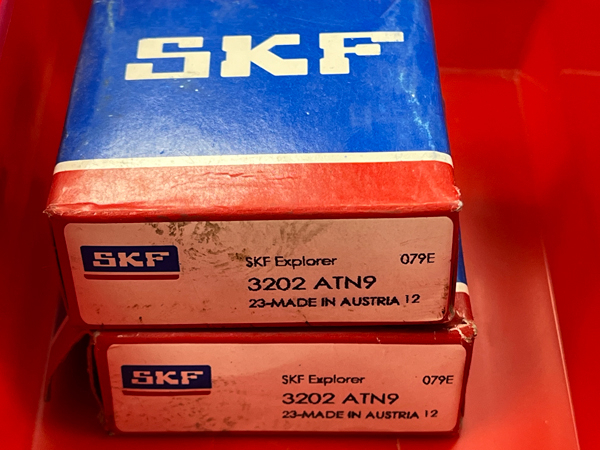 SKF
SKF
SKF Explorer 079E
3202 ATN9
23-MADE IN AUSTRIA 12
SKF
SKF Explorer 079E
3202 ATN9
23-MADE IN AUSTRIA 12